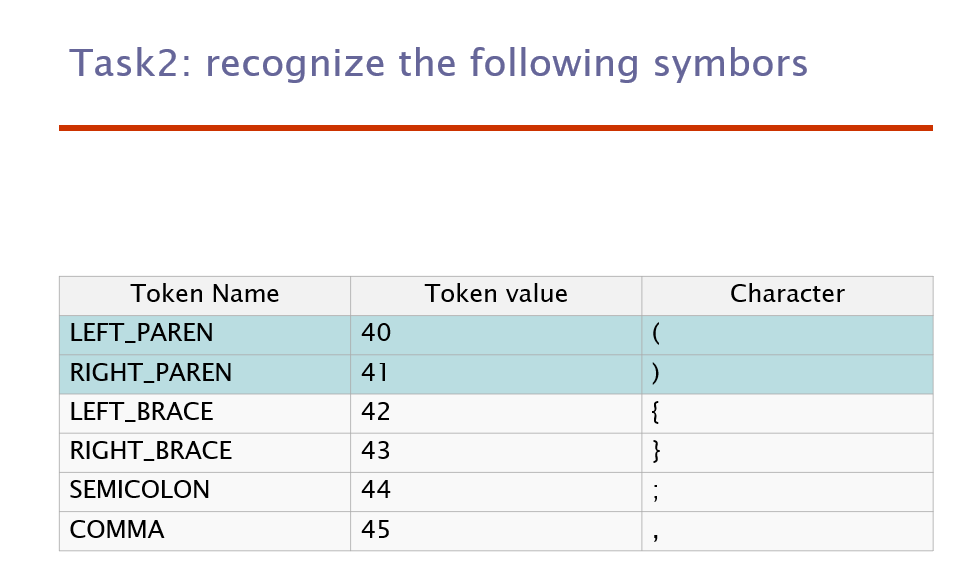 Task2: recognize the following symbors
Token Name Token value Character
LEFT_PAREN 40 (
RIGHT_PAREN 41 )
LEFT_BRACE 42 {
RIGHT_BRACE 43 }
SEMICOLON 44 ;
COMMA 45 ,